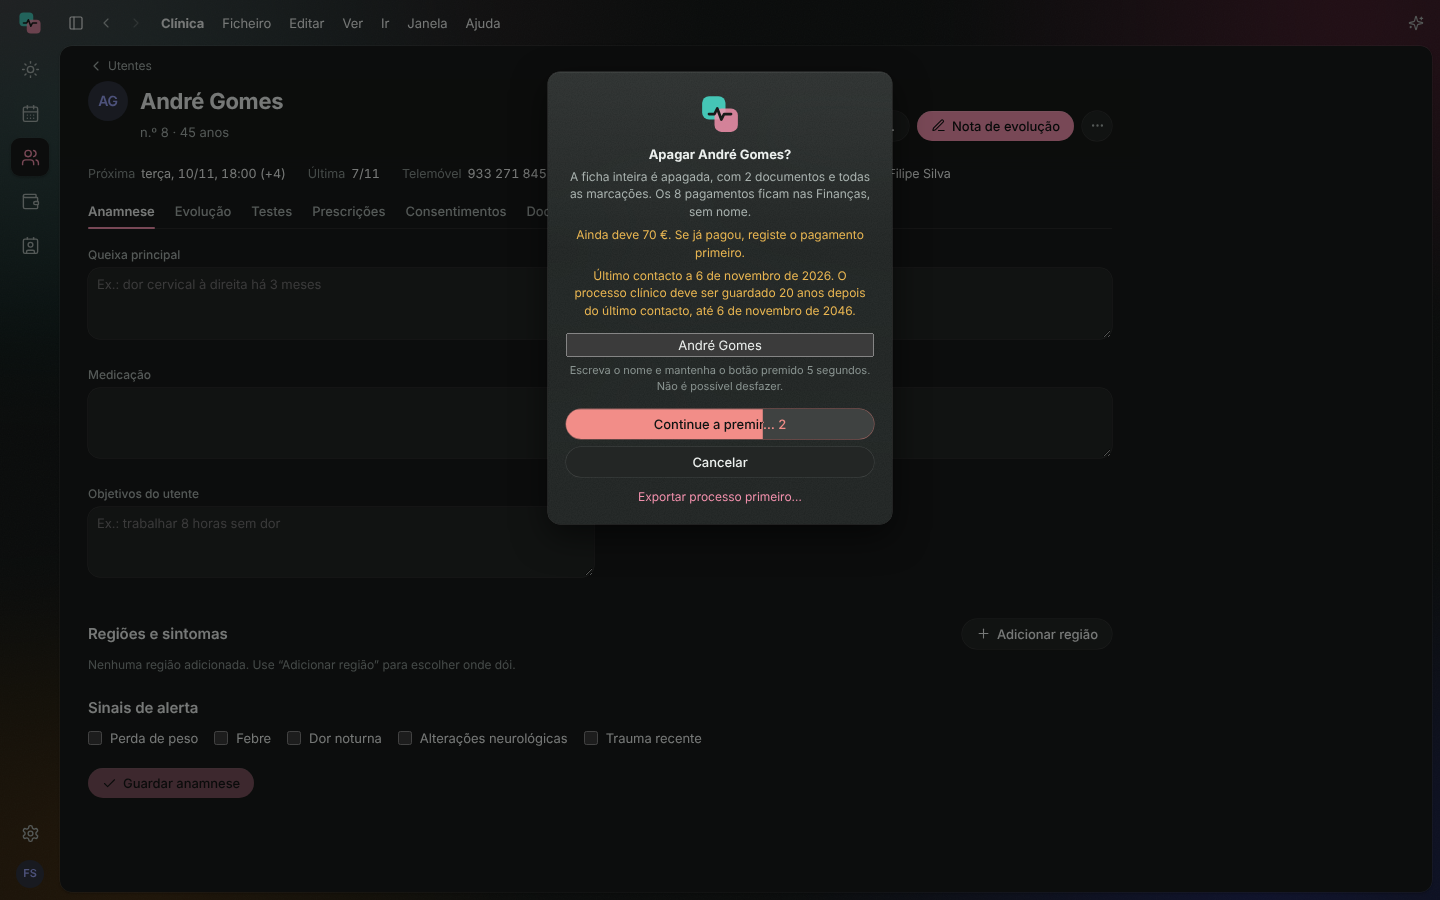 Clínica Ficheiro Editar Ver Ir Janela Ajuda
Utentes
AG
André Gomes
n.º 8 · 45 anos
Nota de evolução
Próxima terça, 10/11, 18:00 (+4) Última 7/11 Telemóvel 933 271 845
Filipe Silva
Anamnese Evolução Testes Prescrições Consentimentos
Queixa principal
Ex.: dor cervical à direita há 3 meses
Medicação
Objetivos do utente
Ex.: trabalhar 8 horas sem dor
Apagar André Gomes?
A ficha inteira é apagada, com 2 documentos e todas
as marcações. Os 8 pagamentos ficam nas Finanças,
sem nome.
Ainda deve 70 €. Se já pagou, registe o pagamento
primeiro.
Último contacto a 6 de novembro de 2026. O
processo clínico deve ser guardado 20 anos depois
do último contacto, até 6 de novembro de 2046.
André Gomes
Escreva o nome e mantenha o botão premido 5 segundos.
Não é possível desfazer.
Continue a premir... 2
Cancelar
Exportar processo primeiro...
Regiões e sintomas
Adicionar região
Nenhuma região adicionada. Use “Adicionar região” para escolher onde dói.
Sinais de alerta
Perda de peso Febre Dor noturna Alterações neurológicas Trauma recente
Guardar anamnese
FS